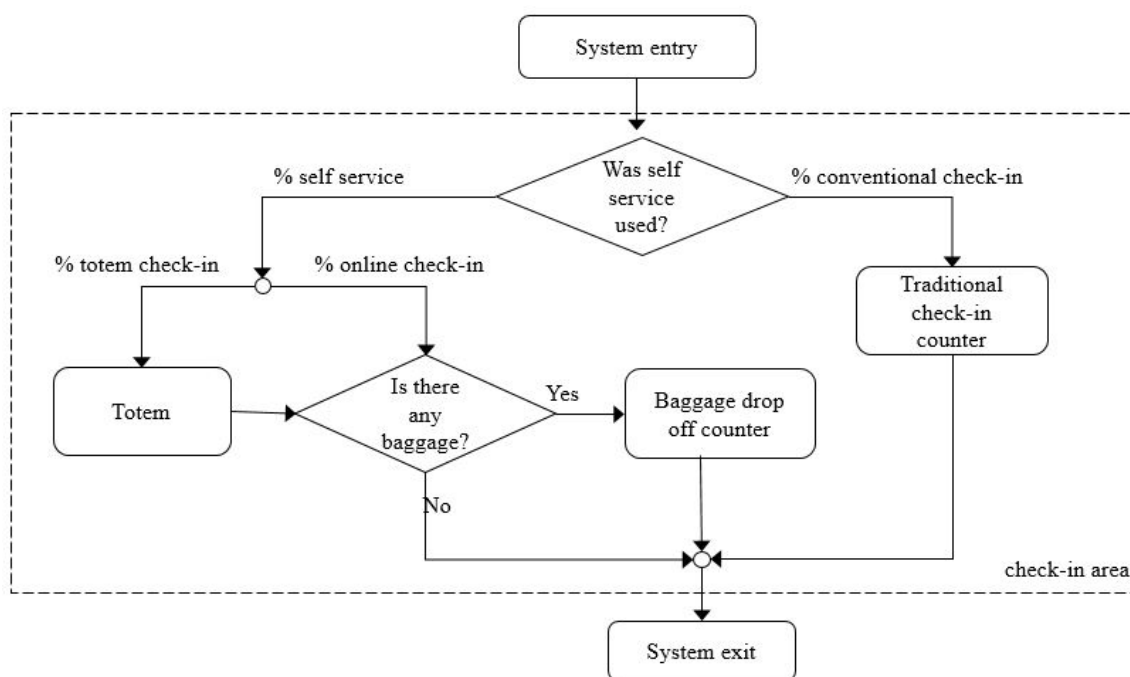 System entry
Was self
service
used?
% self service
% conventional check-in
% totem check-in
% online check-in
Traditional
check-in
counter
Totem
Is there
any
baggage?
Yes
Baggage drop
off counter
No
check-in area
System exit